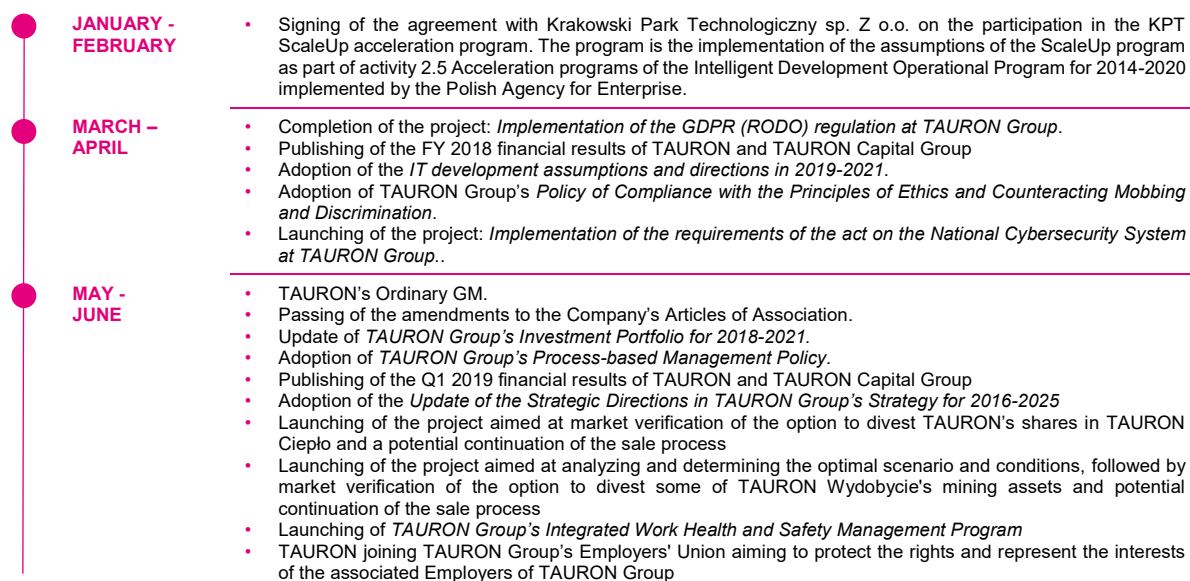 JANUARY -
FEBRUARY
• Signing of the agreement with Krakowski Park Technologiczny sp. Z o.o. on the participation in the KPT
ScaleUp acceleration program. The program is the implementation of the assumptions of the ScaleUp program
as part of activity 2.5 Acceleration programs of the Intelligent Development Operational Program for 2014-2020
implemented by the Polish Agency for Enterprise.
MARCH –
APRIL
• Completion of the project: Implementation of the GDPR (RODO) regulation at TAURON Group.
• Publishing of the FY 2018 financial results of TAURON and TAURON Capital Group
• Adoption of the IT development assumptions and directions in 2019-2021.
• Adoption of TAURON Group's Policy of Compliance with the Principles of Ethics and Counteracting Mobbing
and Discrimination.
• Launching of the project: Implementation of the requirements of the act on the National Cybersecurity System
at TAURON Group..
MAY -
JUNE
• TAURON's Ordinary GM.
• Passing of the amendments to the Company's Articles of Association.
• Update of TAURON Group's Investment Portfolio for 2018-2021.
• Adoption of TAURON Group's Process-based Management Policy.
• Publishing of the Q1 2019 financial results of TAURON and TAURON Capital Group
• Adoption of the Update of the Strategic Directions in TAURON Group's Strategy for 2016-2025
• Launching of the project aimed at market verification of the option to divest TAURON's shares in TAURON
Ciepło and a potential continuation of the sale process
• Launching of the project aimed at analyzing and determining the optimal scenario and conditions, followed by
market verification of the option to divest some of TAURON Wydobycie's mining assets and potential
continuation of the sale process
• Launching of TAURON Group's Integrated Work Health and Safety Management Program
• TAURON joining TAURON Group's Employers' Union aiming to protect the rights and represent the interests
of the associated Employers of TAURON Group